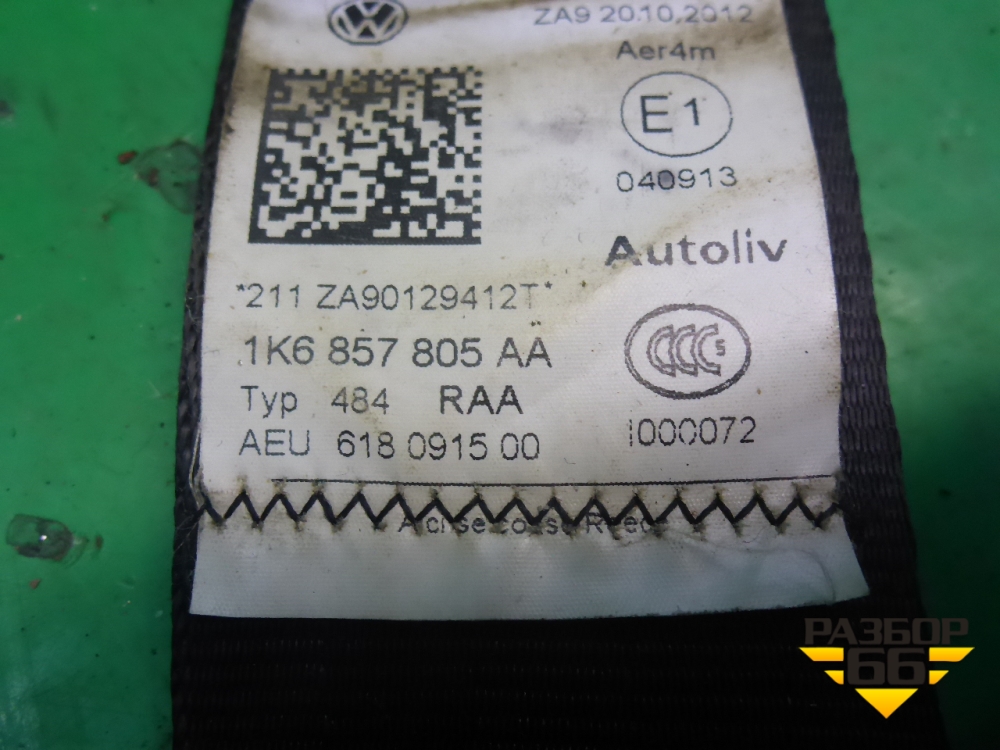 ZA9 20.10.2012
Aer4m
E1
040913
Autoliv
*211 ZA90129412T*
1K6 857 805 AA
Typ 484 RAA
AEU 618 0915 00
CCC S
I000072
РАЗБОР
66